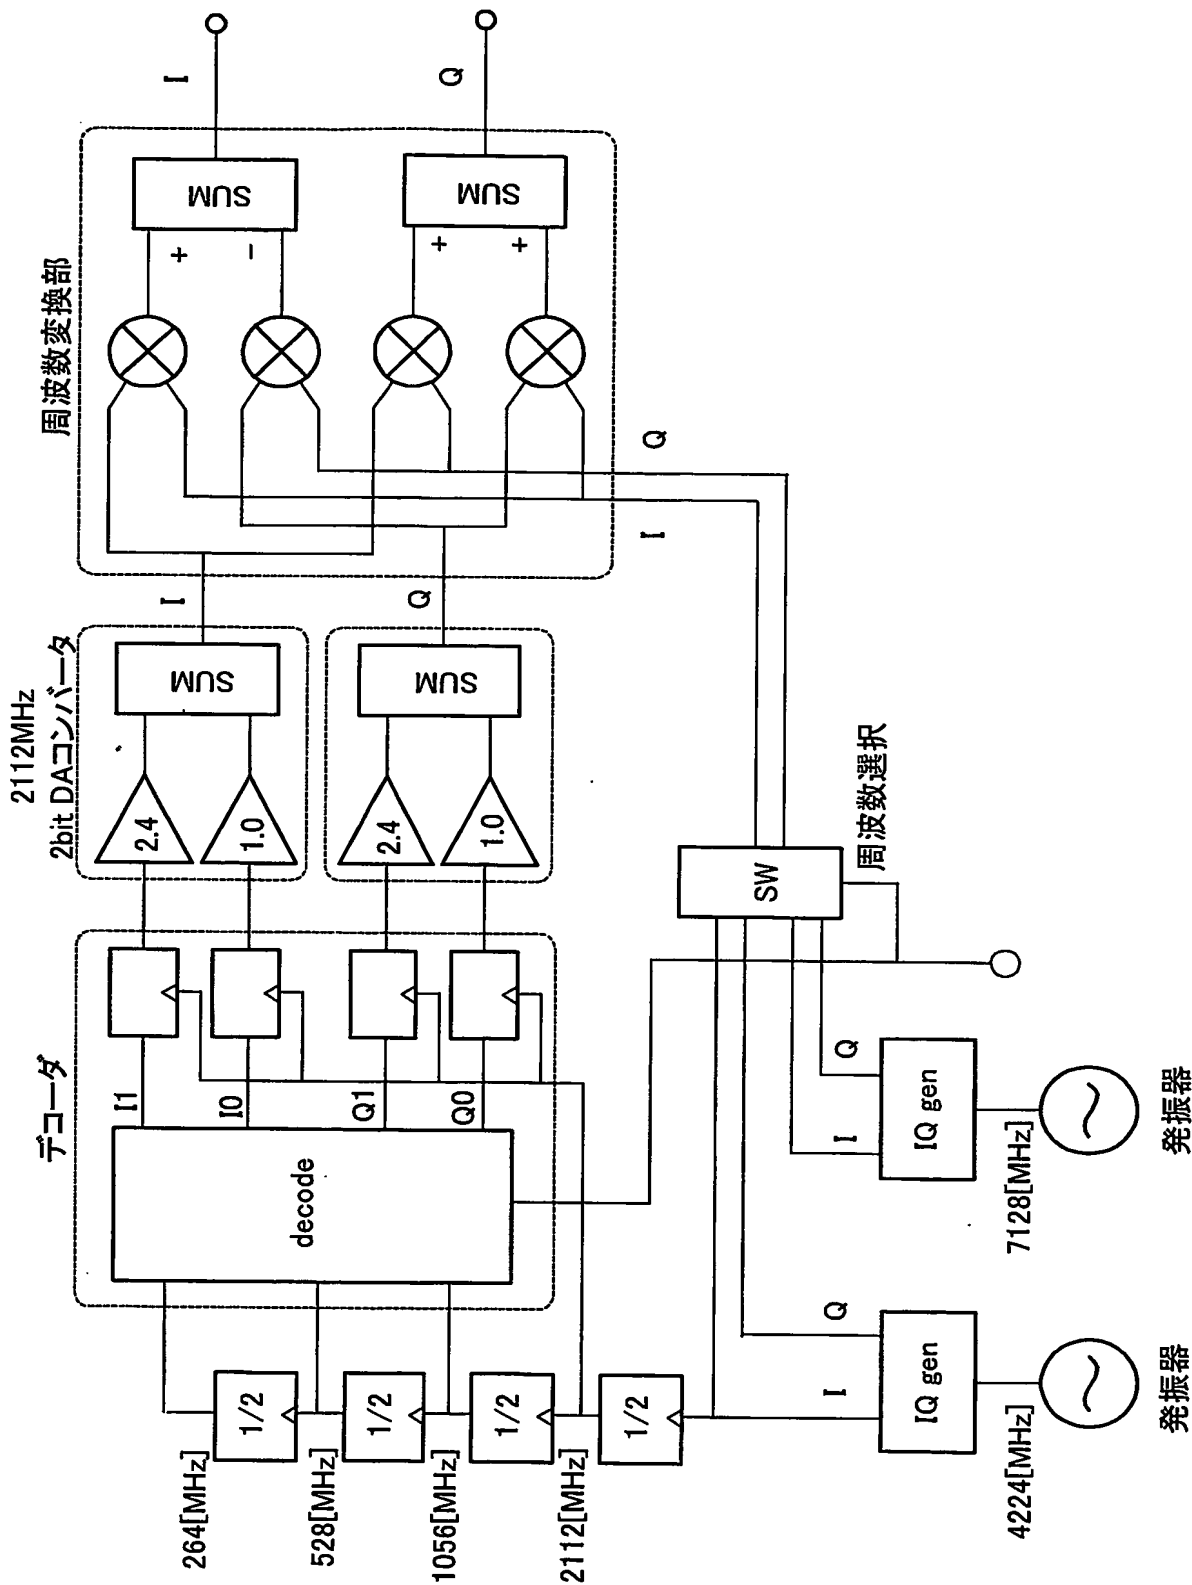 周波数変換部
I
Q
SUM
SUM
+
-
+
+
I
Q
2112MHz
2bit DAコンバータ
I
Q
SUM
SUM
2.4
1.0
2.4
1.0
周波数選択
SW
デコーダ
I1
I0
Q1
Q0
decode
Q
I
IQ gen
7128[MHz]
発振器
1/2
1/2
1/2
1/2
264[MHz]
528[MHz]
1056[MHz]
2112[MHz]
Q
I
IQ gen
4224[MHz]
発振器